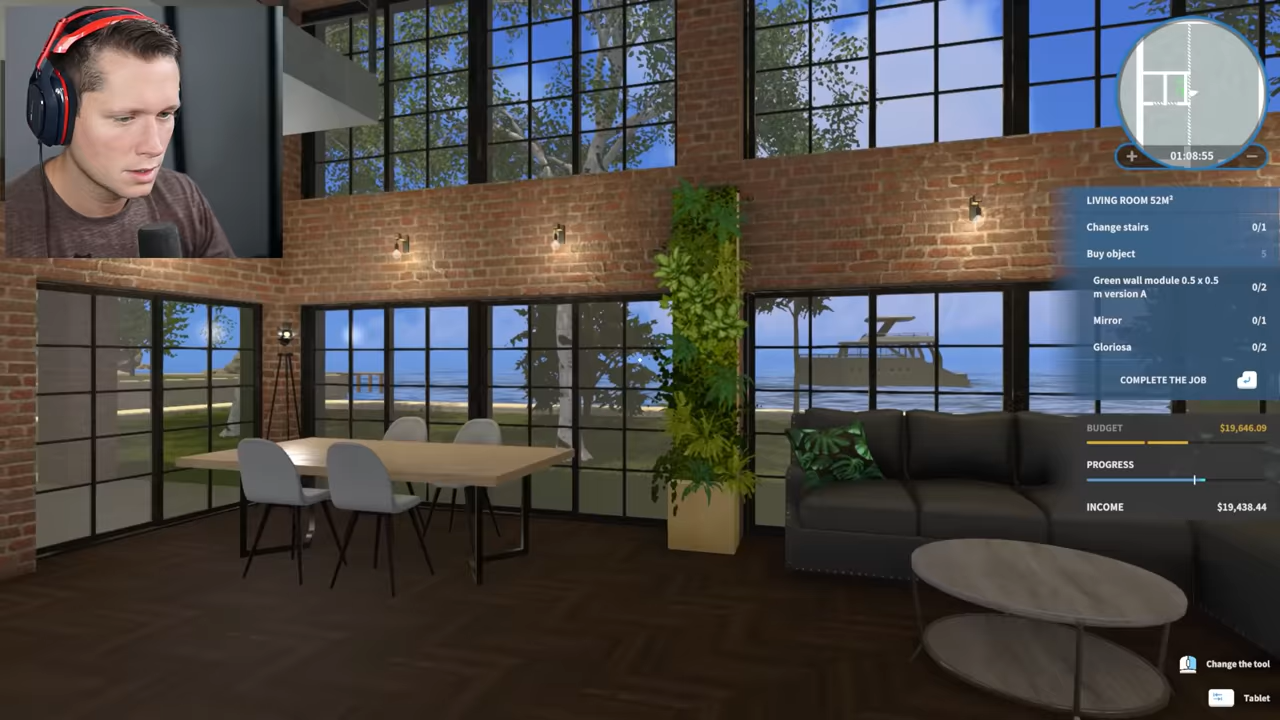 01:08:55
LIVING ROOM 52M²
Change stairs 0/1
Buy object 5
Green wall module 0.5 x 0.5
m version A 0/2
Mirror 0/1
Gloriosa 0/2
COMPLETE THE JOB
BUDGET $19,646.09
PROGRESS
INCOME $19,438.44
Change the tool
Tablet